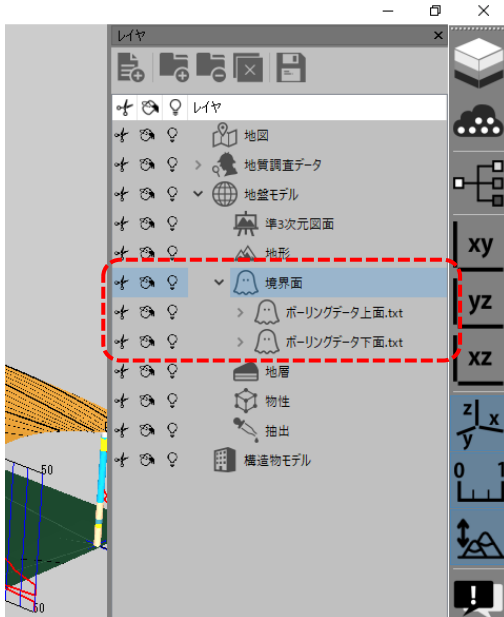 レイヤ
レイヤ
地図
地質調査データ
地盤モデル
準3次元図面
地形
境界面
ボーリングデータ上面.txt
ボーリングデータ下面.txt
地層
物性
抽出
構造物モデル
xy
yz
xz
z x
y
0 1
50
50